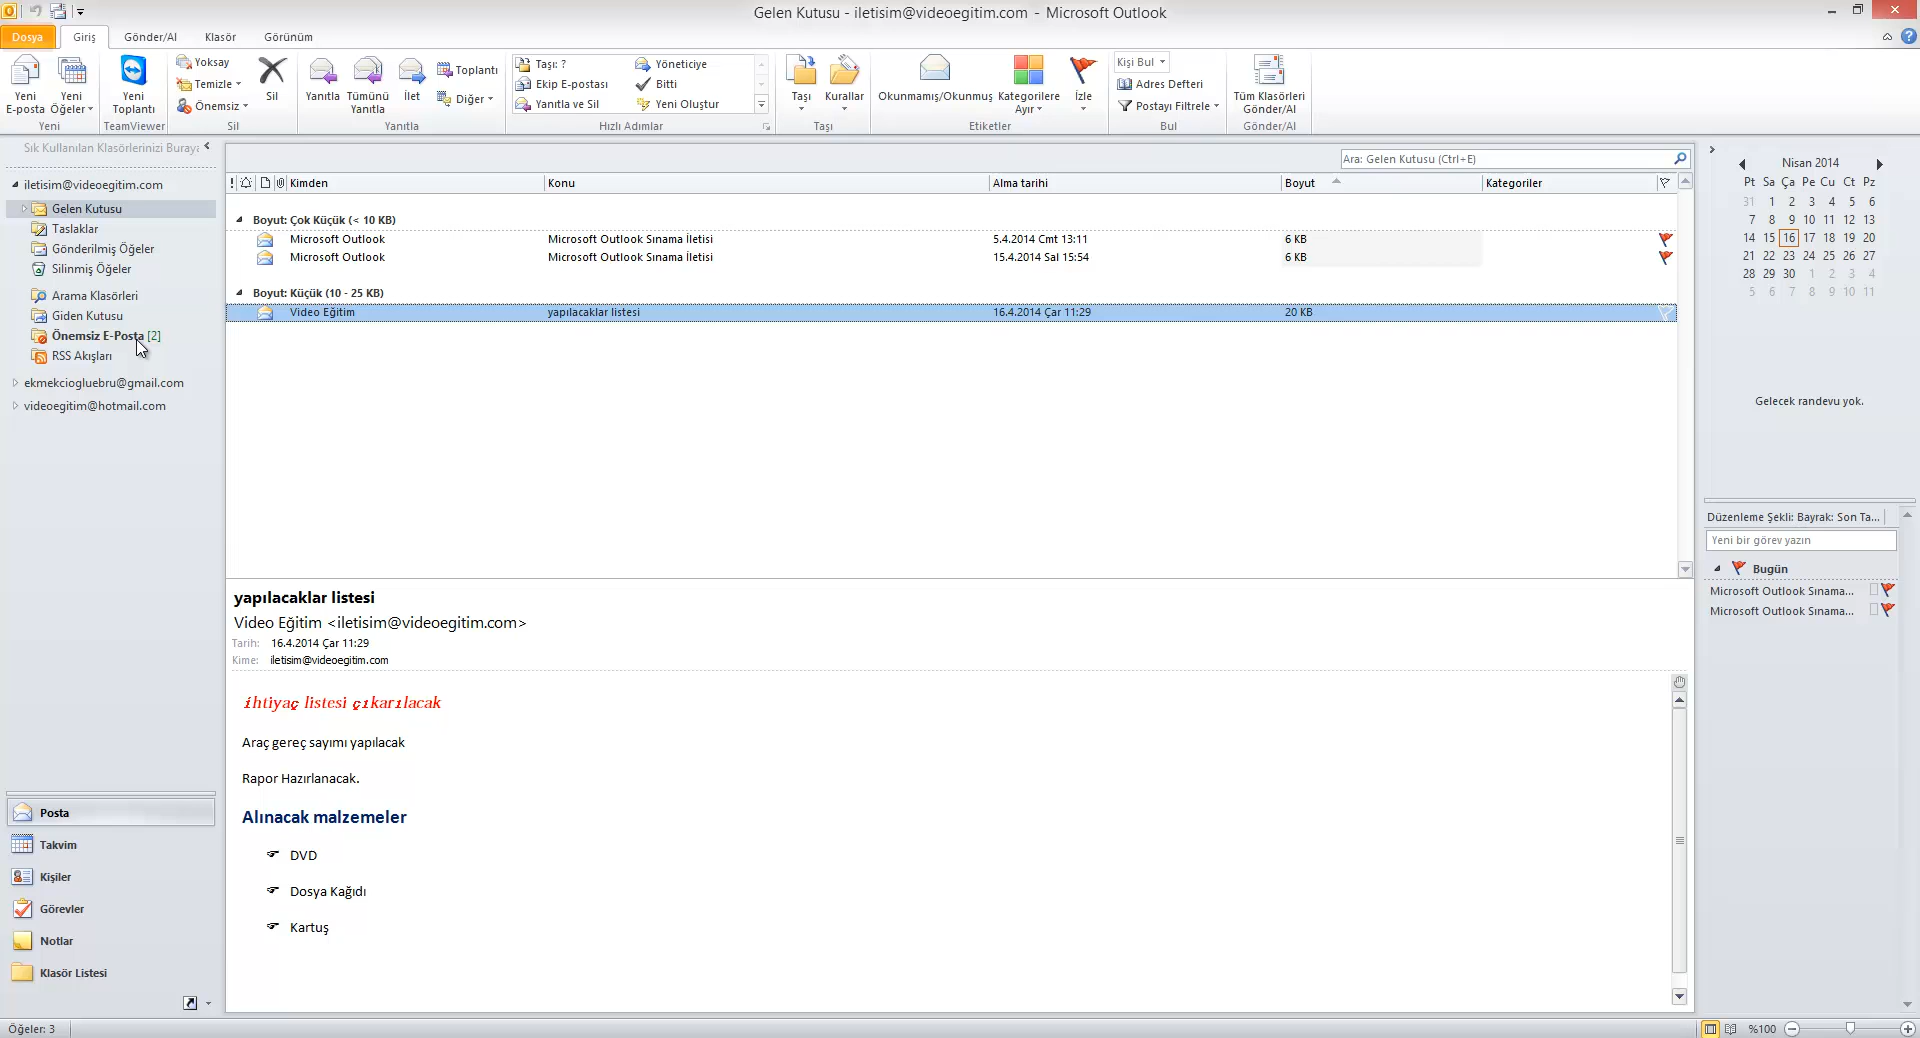 Gelen Kutusu - iletisim@videoegitim.com - Microsoft Outlook
Dosya Giriş Gönder/Al Klasör Görünüm
Yeni E-posta
Yeni Öğeler
Yeni
Yeni Toplantı
TeamViewer
Yoksay
Temizle
Önemsiz
Sil
Sil
Yanıtla
Tümünü Yanıtla
İlet
Toplantı
Diğer
Yanıtla
Taşı: ?
Ekip E-postası
Yanıtla ve Sil
Yöneticiye
Bitti
Yeni Oluştur
Hızlı Adımlar
Taşı
Kurallar
Taşı
Okunmamış/Okunmuş
Kategorilere Ayır
İzle
Etiketler
Kişi Bul
Adres Defteri
Postayı Filtrele
Bul
Tüm Klasörleri Gönder/Al
Gönder/Al
Sık Kullanılan Klasörlerinizi Buraya
iletisim@videoegitim.com
Gelen Kutusu
Taslaklar
Gönderilmiş Öğeler
Silinmiş Öğeler
Arama Klasörleri
Giden Kutusu
Önemsiz E-Posta [2]
RSS Akışları
ekmekciogluebru@gmail.com
videoegitim@hotmail.com
Posta
Takvim
Kişiler
Görevler
Notlar
Klasör Listesi
Ara: Gelen Kutusu (Ctrl+E)
! Kimden Konu Alma tarihi Boyut Kategoriler
Boyut: Çok Küçük (< 10 KB)
Microsoft Outlook Microsoft Outlook Sınama İletisi 5.4.2014 Cmt 13:11 6 KB
Microsoft Outlook Microsoft Outlook Sınama İletisi 15.4.2014 Sal 15:54 6 KB
Boyut: Küçük (10 - 25 KB)
Video Eğitim yapılacaklar listesi 16.4.2014 Çar 11:29 20 KB
yapılacaklar listesi
Video Eğitim <iletisim@videoegitim.com>
Tarih: 16.4.2014 Çar 11:29
Kime: iletisim@videoegitim.com
İhtiyaç listesi çıkarılacak
Araç gereç sayımı yapılacak
Rapor Hazırlanacak.
Alınacak malzemeler
DVD
Dosya Kağıdı
Kartuş
Nisan 2014
Pt Sa Ça Pe Cu Ct Pz
31 1 2 3 4 5 6
7 8 9 10 11 12 13
14 15 16 17 18 19 20
21 22 23 24 25 26 27
28 29 30 1 2 3 4
5 6 7 8 9 10 11
Gelecek randevu yok.
Düzenleme Şekli: Bayrak: Son Ta...
Yeni bir görev yazın
Bugün
Microsoft Outlook Sınama...
Microsoft Outlook Sınama...
Öğeler: 3
%100